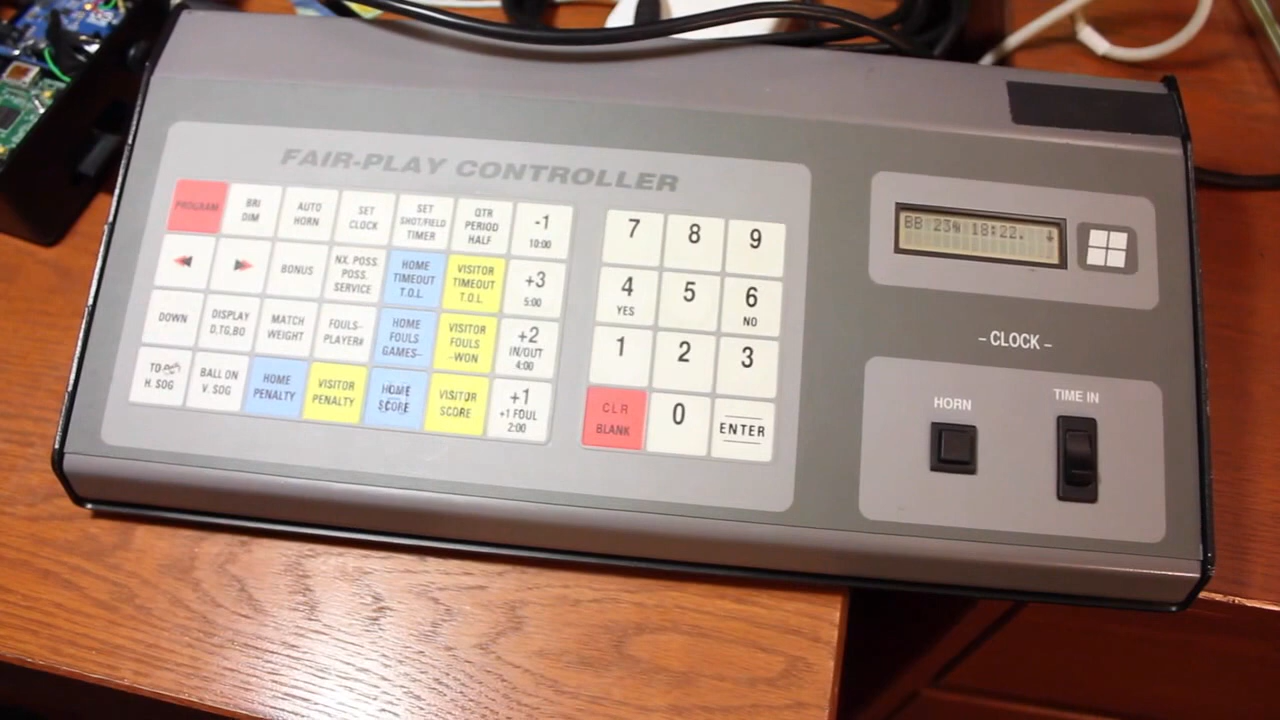 FAIR-PLAY CONTROLLER
PROGRAM
BRI
DIM
AUTO
HORN
SET
CLOCK
SET
SHOT/FIELD
TIMER
QTR
PERIOD
HALF
-1
10:00
BONUS
NX. POSS.
POSS.
SERVICE
HOME
TIMEOUT
T.O.L.
VISITOR
TIMEOUT
T.O.L.
+3
5:00
DOWN
DISPLAY
D,TG,BO
MATCH
WEIGHT
FOULS-
PLAYER#
HOME
FOULS
GAMES-
VISITOR
FOULS
-WON
+2
IN/OUT
4:00
TO
H. SOG
BALL ON
V. SOG
HOME
PENALTY
VISITOR
PENALTY
HOME
SCORE
VISITOR
SCORE
+1
+1 FOUL
2:00
7
8
9
4
YES
5
6
NO
1
2
3
CLR
BLANK
0
ENTER
BB 18:22.
- CLOCK -
HORN
TIME IN